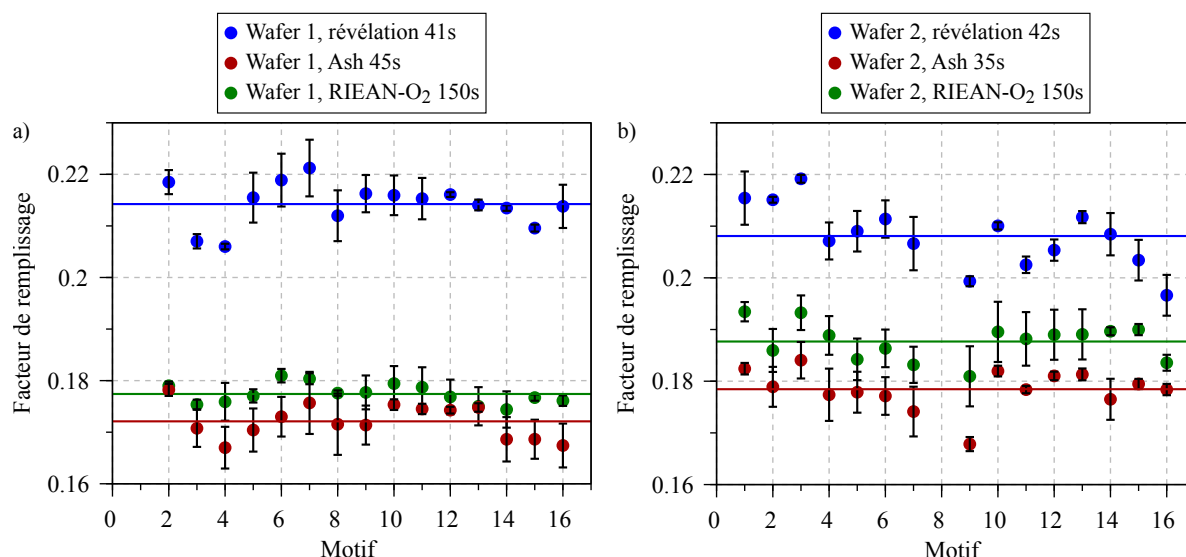 Wafer 1, révélation 41s
Wafer 1, Ash 45s
Wafer 1, RIEAN-O2 150s
a)
Facteur de remplissage
0.22
0.2
0.18
0.16
0 2 4 6 8 10 12 14 16
Motif
Wafer 2, révélation 42s
Wafer 2, Ash 35s
Wafer 2, RIEAN-O2 150s
b)
Facteur de remplissage
0.22
0.2
0.18
0.16
0 2 4 6 8 10 12 14 16
Motif